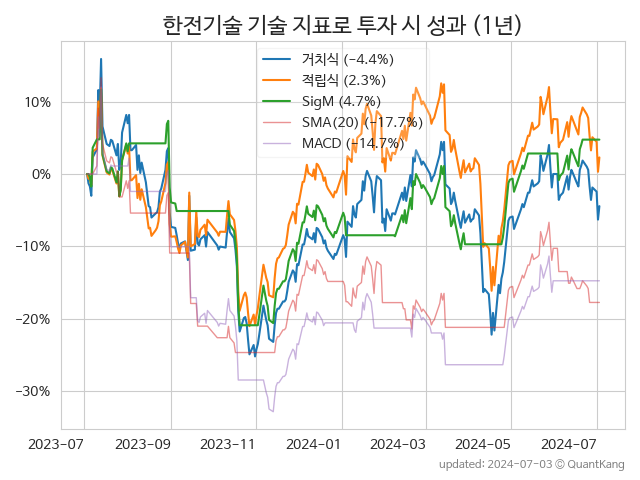 한전기술 기술 지표로 투자 시 성과 (1년)
거치식 (−4.4%)
적립식 (2.3%)
SigM (4.7%)
SMA(20) (−17.7%)
MACD (−14.7%)
10%
0%
−10%
−20%
−30%
2023-07 2023-09 2023-11 2024-01 2024-03 2024-05 2024-07
updated: 2024-07-03 © QuantKang